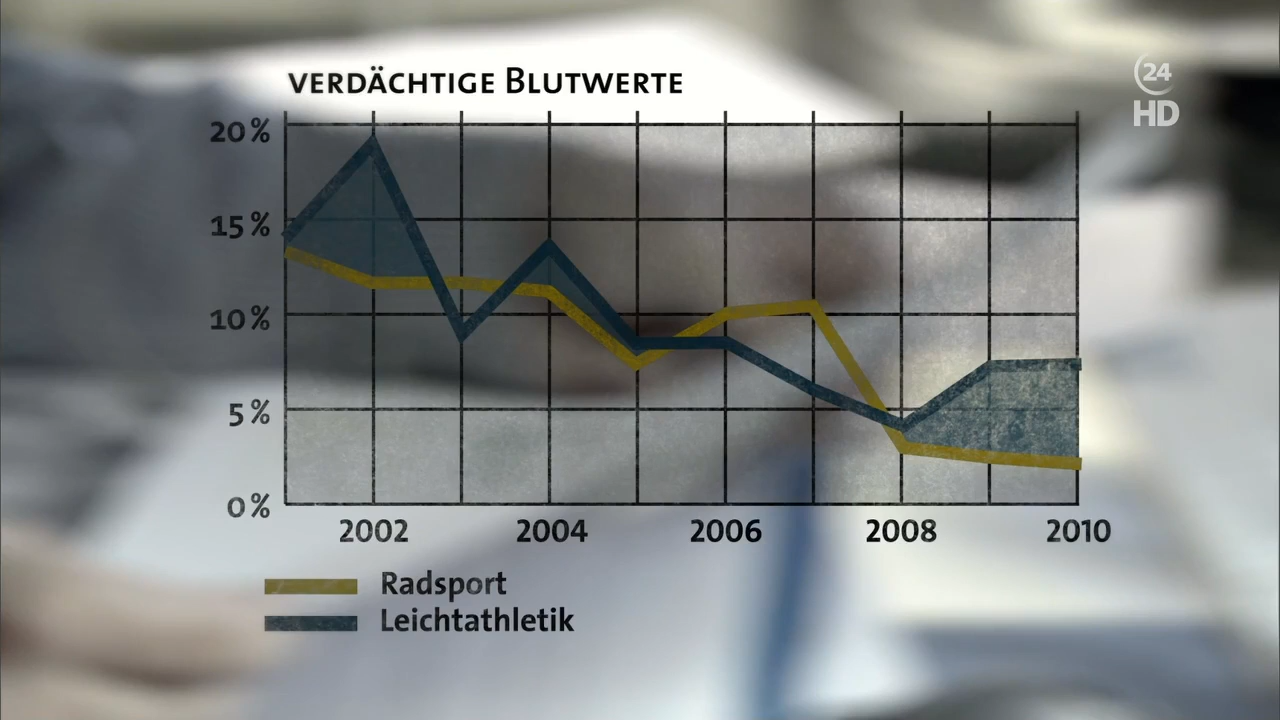 VERDÄCHTIGE BLUTWERTE
24
HD
20 %
15 %
10 %
5 %
0 %
2002 2004 2006 2008 2010
Radsport
Leichtathletik